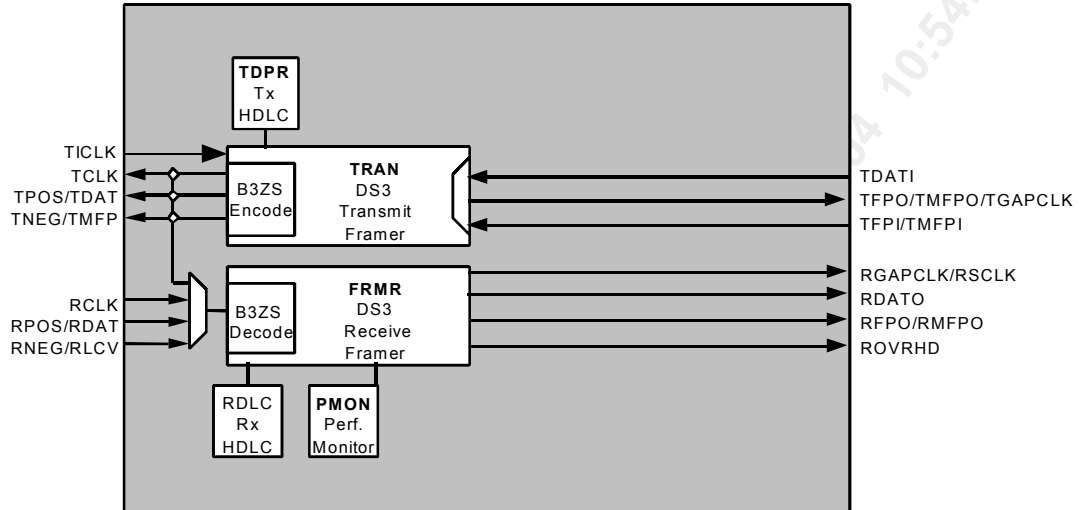 TDPR
Tx
HDLC
TICLK
TCLK
TPOS/TDAT
TNEG/TMFP
B3ZS
Encode
TRAN
DS3
Transmit
Framer
TDATI
TFPO/TMFPO/TGAPCLK
TFPI/TMFPI
RCLK
RPOS/RDAT
RNEG/RLCV
B3ZS
Decode
FRMR
DS3
Receive
Framer
RGAPCLK/RSCLK
RDATO
RFPO/RMFPO
ROVRHD
RDLC
Rx
HDLC
PMON
Perf.
Monitor